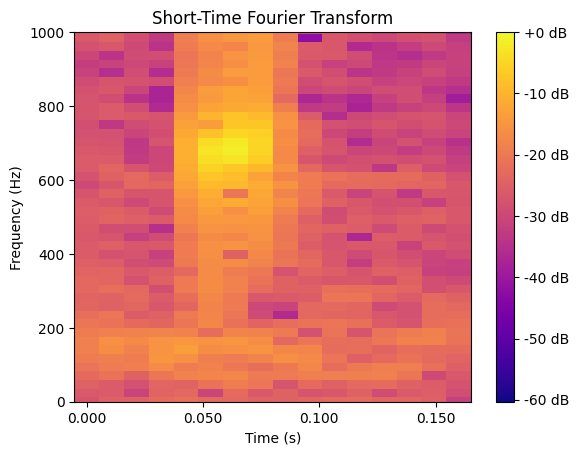 Short-Time Fourier Transform
1000
800
600
400
200
0
Frequency (Hz)
0.000
0.050
0.100
0.150
Time (s)
+0 dB
-10 dB
-20 dB
-30 dB
-40 dB
-50 dB
-60 dB